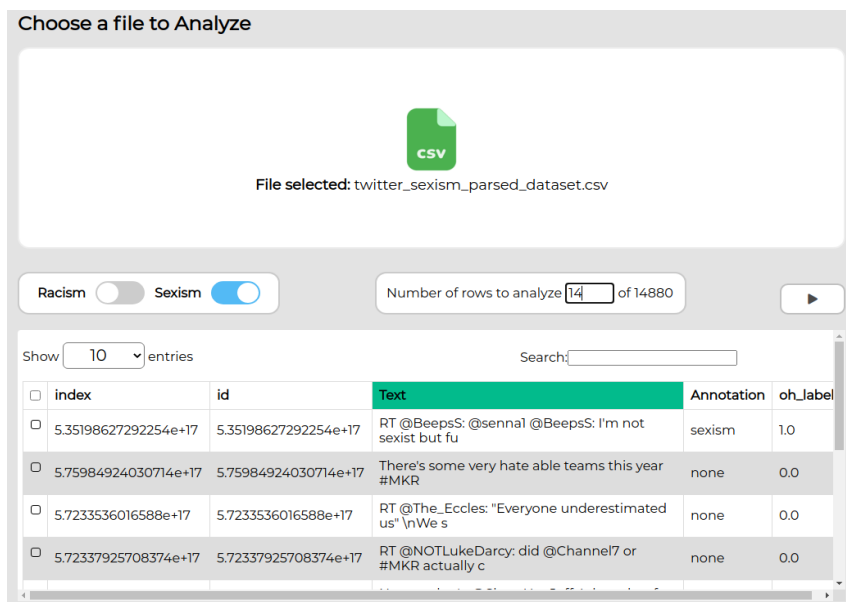 Choose a file to Analyze
CSV
File selected: twitter_sexism_parsed_dataset.csv
Racism Sexism Number of rows to analyze 14 of 14880
Show 10 entries Search:
index id Text Annotation oh_label
5.35198627292254e+17 5.35198627292254e+17 RT @BeepsS: @senna1 @BeepsS: I'm not
sexist but fu sexism 1.0
5.75984924030714e+17 5.75984924030714e+17 There's some very hate able teams this year
#MKR none 0.0
5.7233536016588e+17 5.7233536016588e+17 RT @The_Eccles: "Everyone underestimated
us" \nWe s none 0.0
5.72337925708374e+17 5.72337925708374e+17 RT @NOTLukeDarcy: did @Channel7 or
#MKR actually c none 0.0